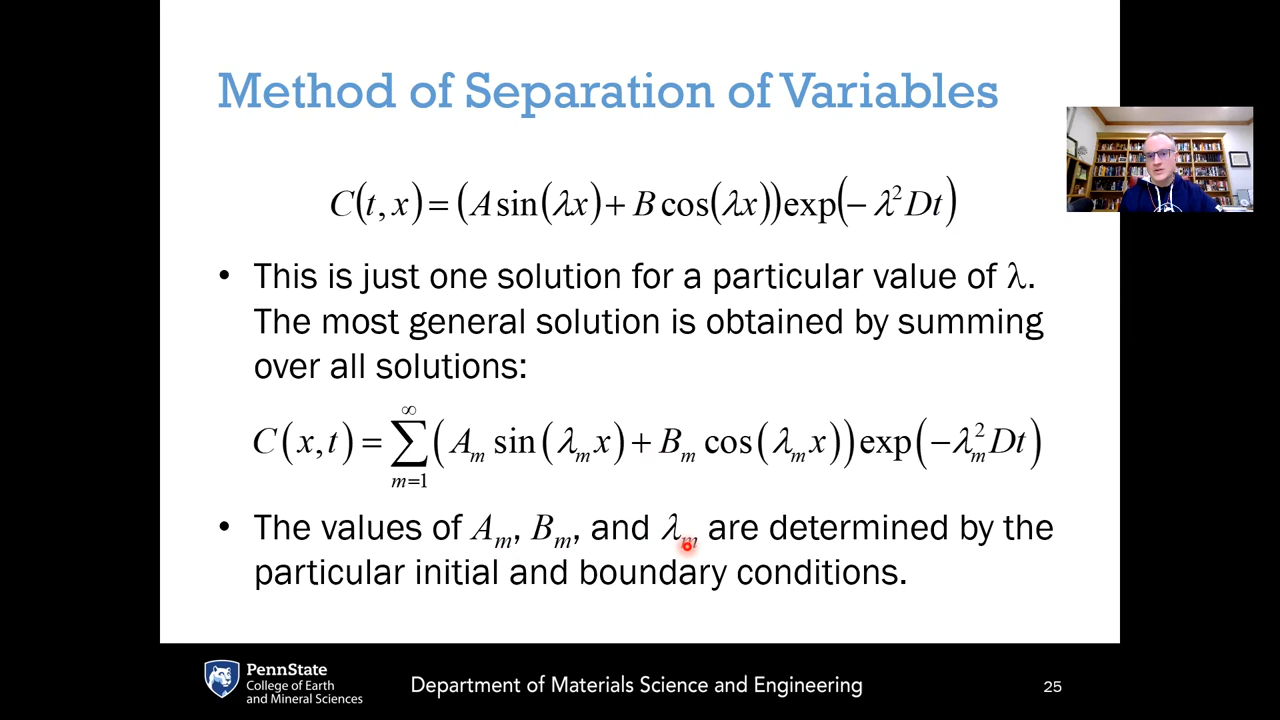 Method of Separation of Variables
C(t, x) = (A sin(λx) + B cos(λx))exp(− λ²Dt)
• This is just one solution for a particular value of λ.
The most general solution is obtained by summing
over all solutions:
C(x,t) = ∑_{m=1}^{∞} (A_m sin(λ_m x) + B_m cos(λ_m x))exp(−λ_m² Dt)
• The values of A_m, B_m, and λ_m are determined by the
particular initial and boundary conditions.
PennState
College of Earth
and Mineral Sciences
Department of Materials Science and Engineering
25